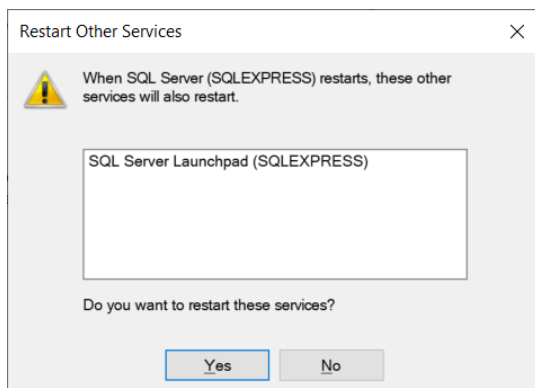 Restart Other Services
When SQL Server (SQLEXPRESS) restarts, these other
services will also restart.
SQL Server Launchpad (SQLEXPRESS)
Do you want to restart these services?
Yes
No